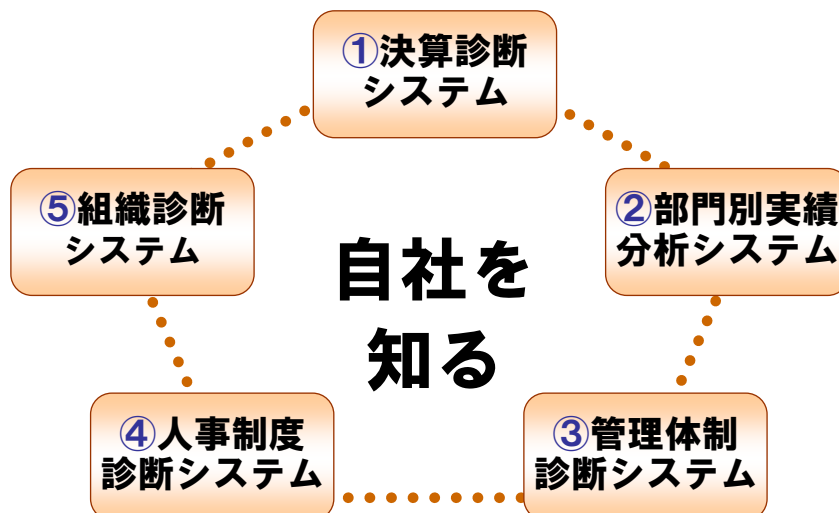 ①決算診断
システム
②部門別実績
分析システム
③管理体制
診断システム
④人事制度
診断システム
⑤組織診断
システム
自社を
知る